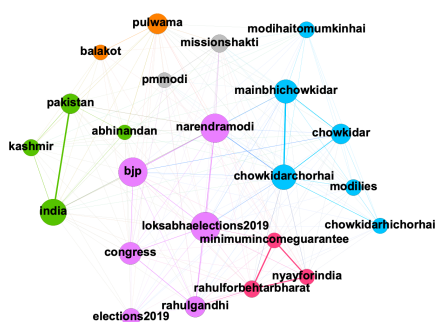 pulwama
modihaitomumkinhai
missionshakti
balakot
pmmodi
mainbhichowkidar
pakistan
abhinandan
narendramodi
chowkidar
kashmir
bjp
chowkidarchorhai
modilies
india
loksabhaelections2019
chowkidarhichorhai
minimumincomeguarantee
congress
nyayforindia
rahulforbehtarbharat
rahulgandhi
elections2019